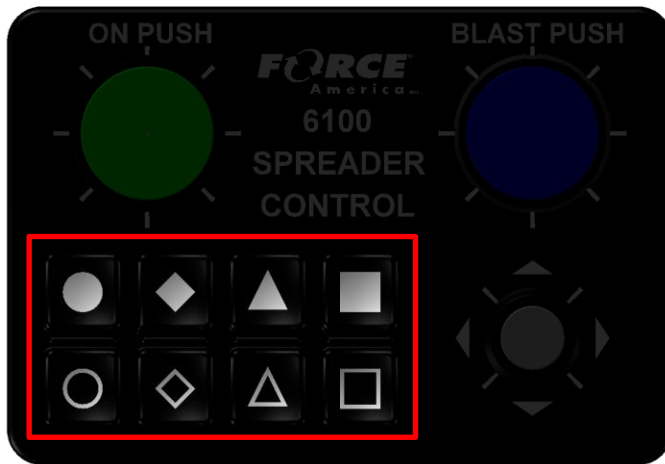 ON PUSH
BLAST PUSH
FORCE
America
6100
SPREADER
CONTROL